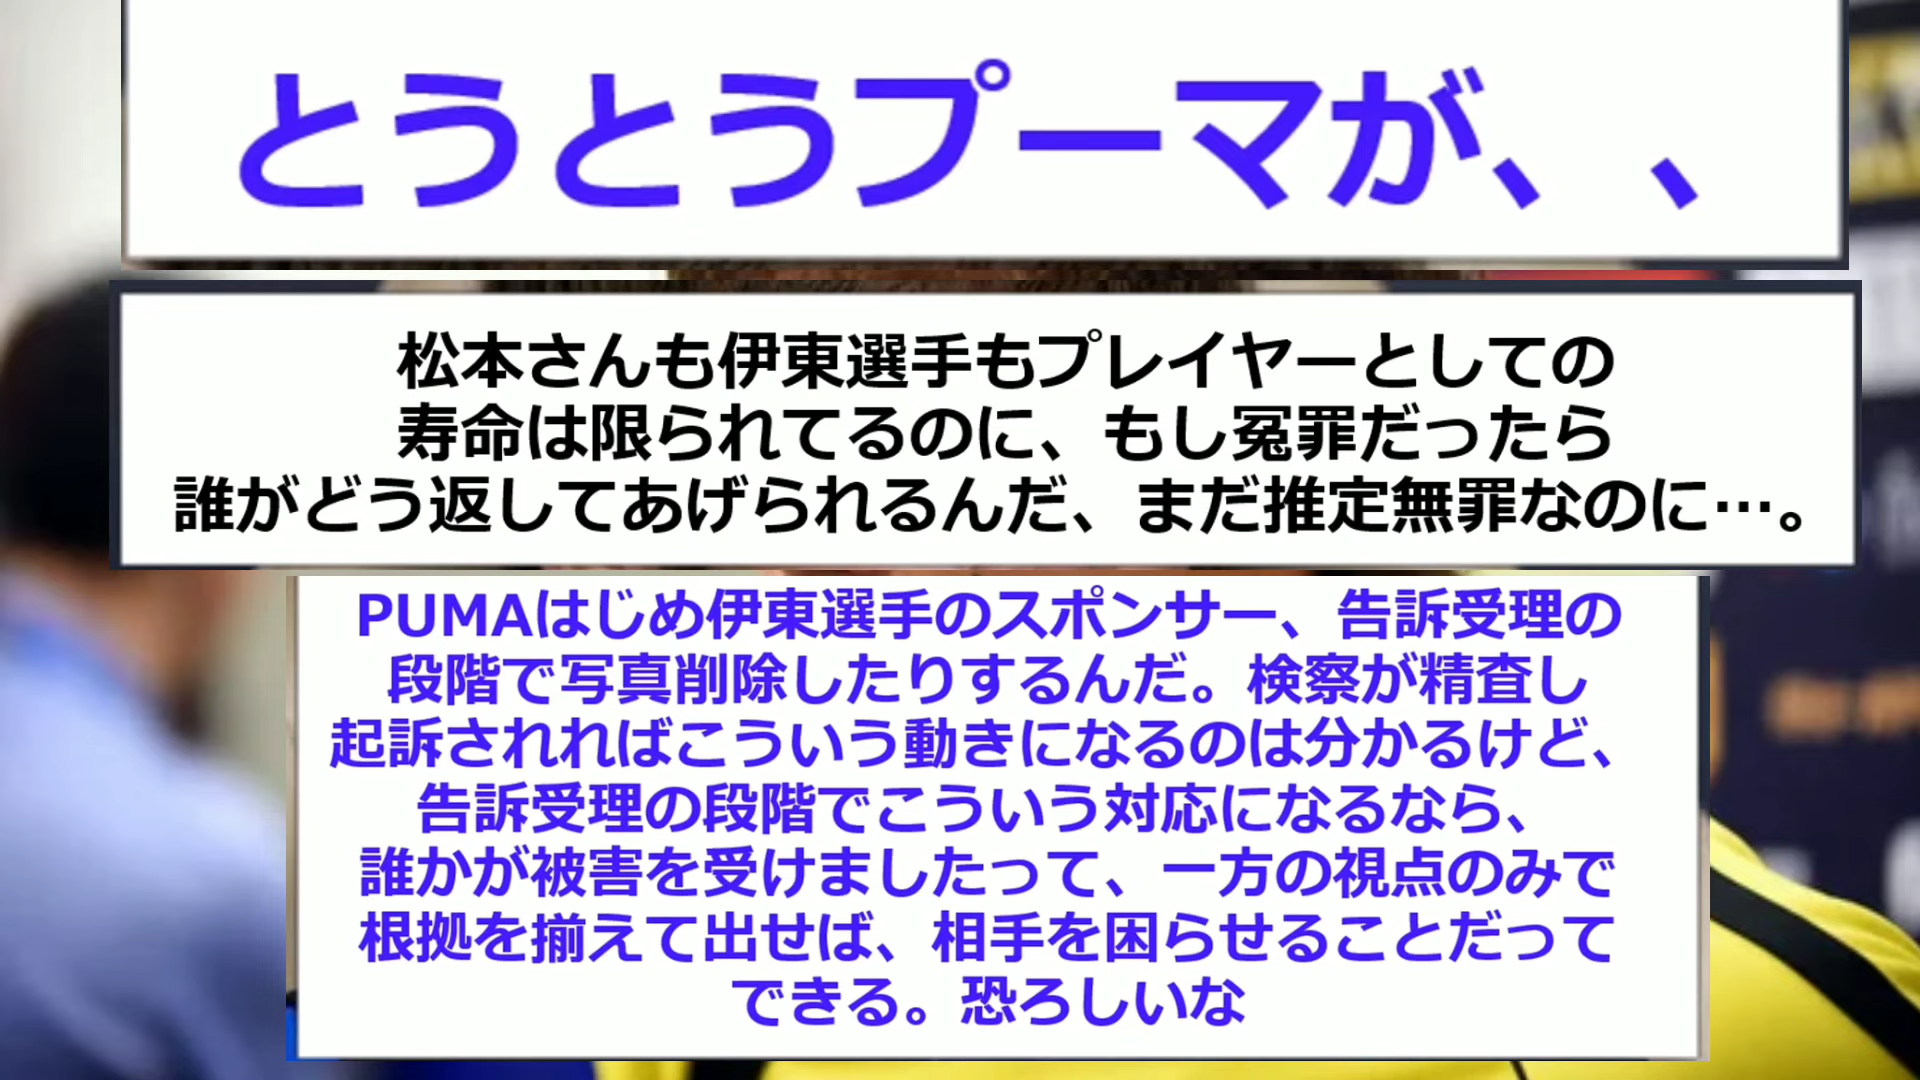 とうとうプーマが、、
松本さんも伊東選手もプレイヤーとしての
寿命は限られてるのに、もし冤罪だったら
誰がどう返してあげられるんだ、まだ推定無罪なのに…。
PUMAはじめ伊東選手のスポンサー、告訴受理の
段階で写真削除したりするんだ。検察が精査し
起訴されればこういう動きになるのは分かるけど、
告訴受理の段階でこういう対応になるなら、
誰かが被害を受けましたって、一方の視点のみで
根拠を揃えて出せば、相手を困らせることだって
できる。恐ろしいな